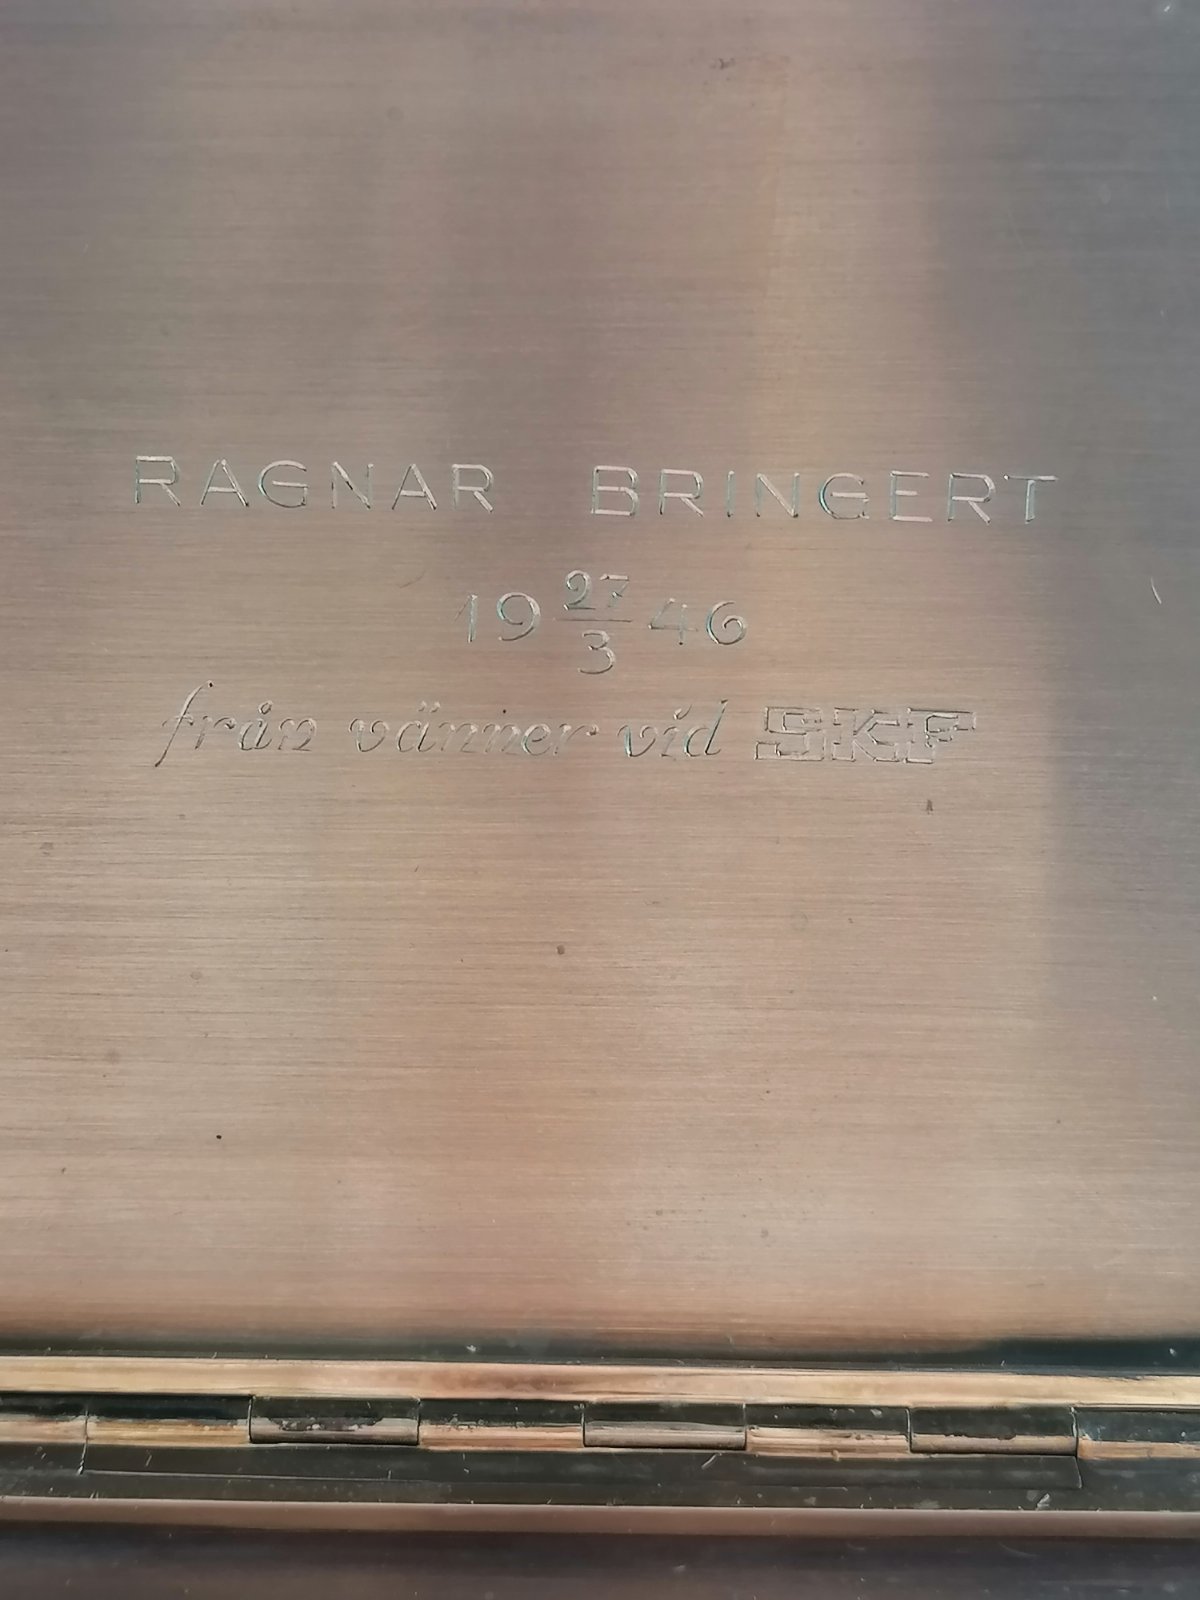 RAGNAR BRINGERT
19 27/3 46
från vänner vid SKF